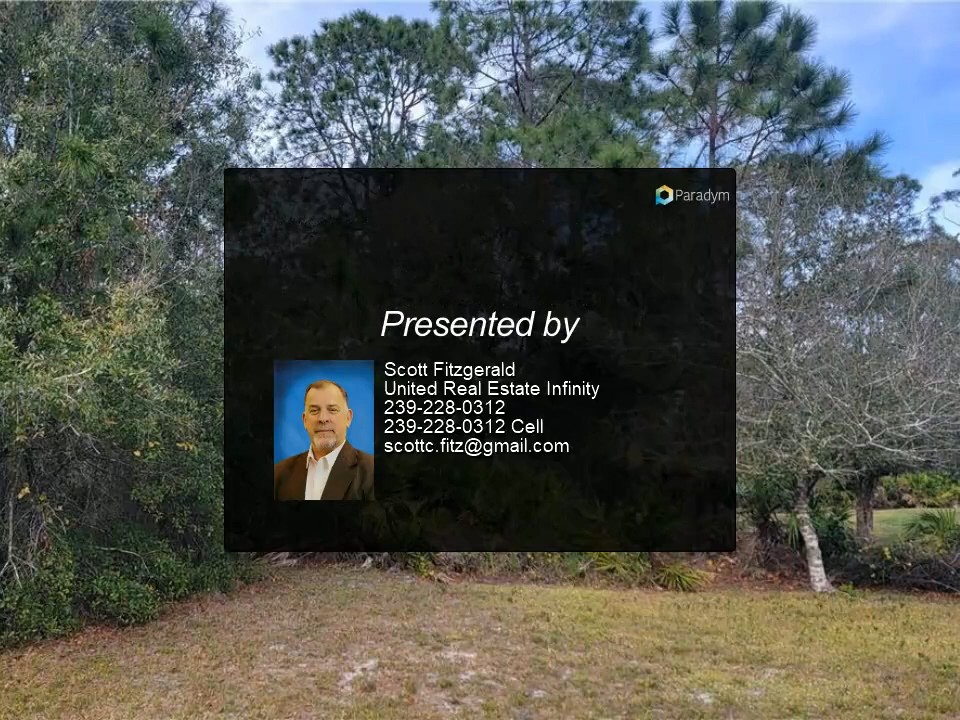 Paradym
Presented by
Scott Fitzgerald
United Real Estate Infinity
239-228-0312
239-228-0312 Cell
scottc.fitz@gmail.com